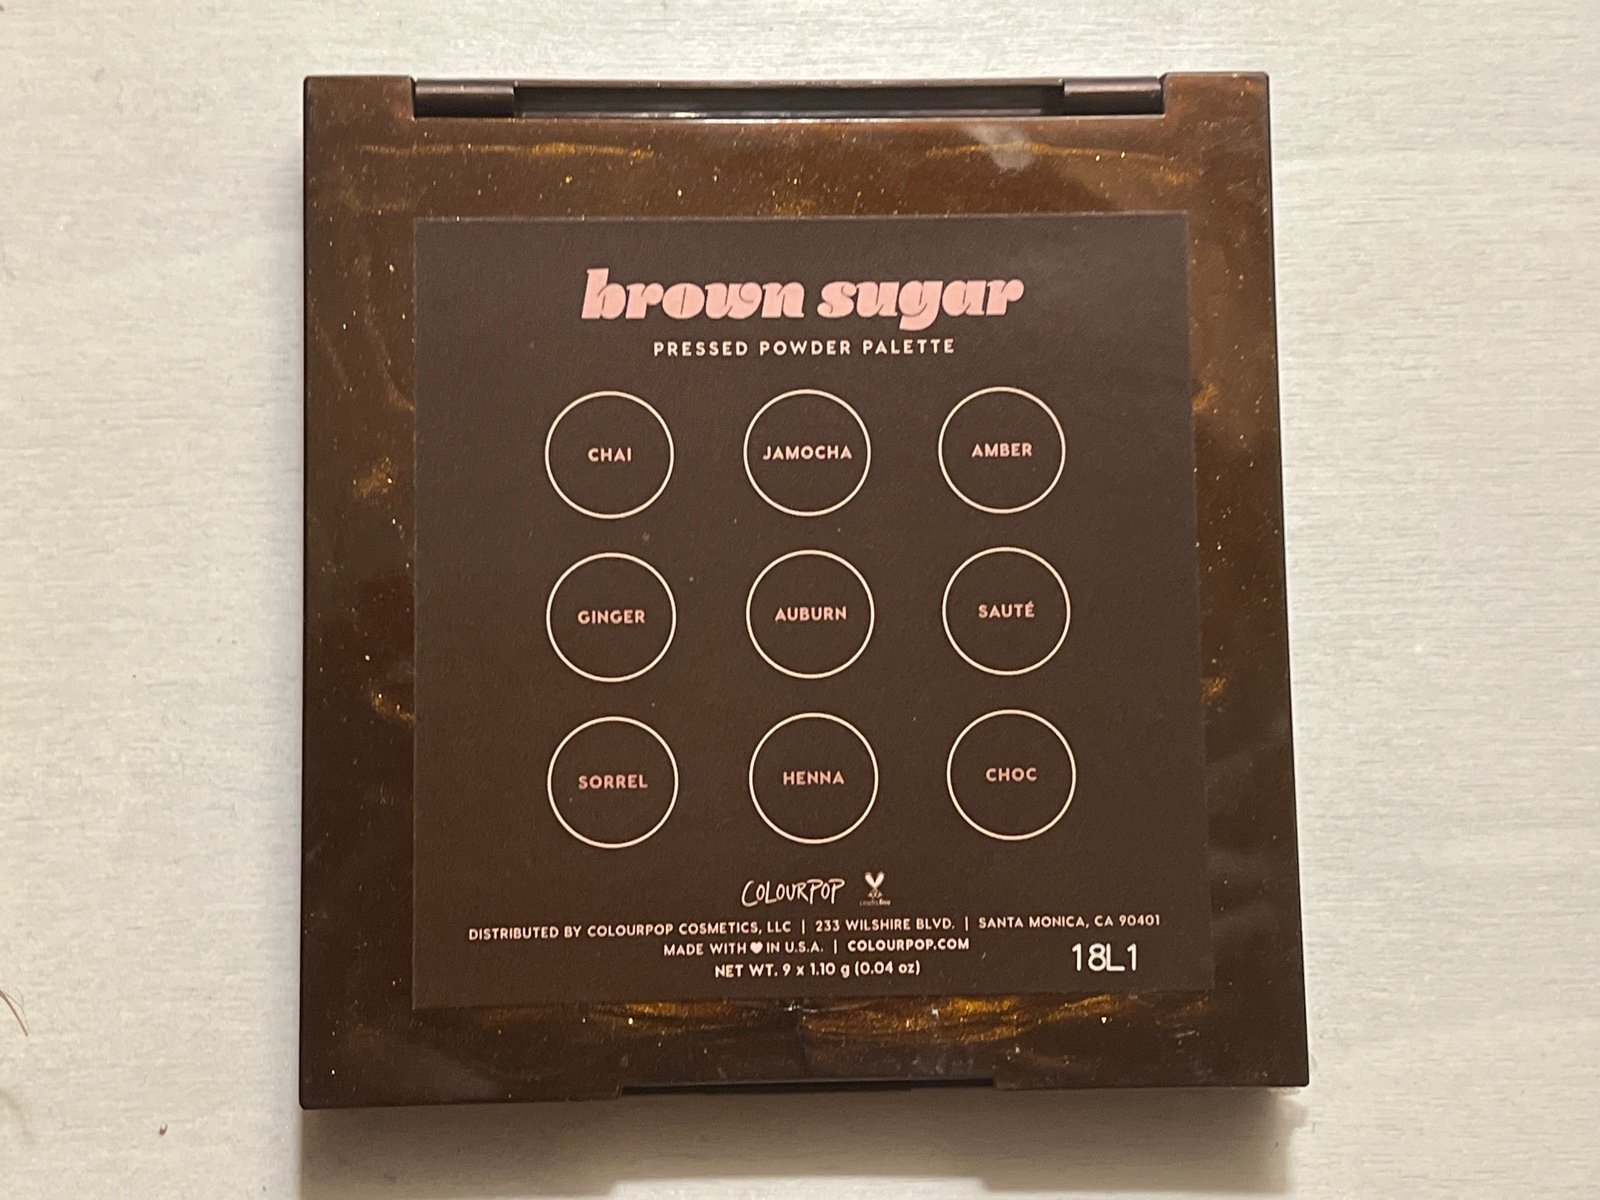 brown sugar
PRESSED POWDER PALETTE
CHAI JAMOCHA AMBER
GINGER AUBURN SAUTÉ
SORREL HENNA CHOC
COLOURPOP cruelty free
DISTRIBUTED BY COLOURPOP COSMETICS, LLC | 233 WILSHIRE BLVD. | SANTA MONICA, CA 90401
MADE WITH ♥ IN U.S.A. | COLOURPOP.COM
NET WT. 9 x 1.10 g (0.04 oz)
18L1